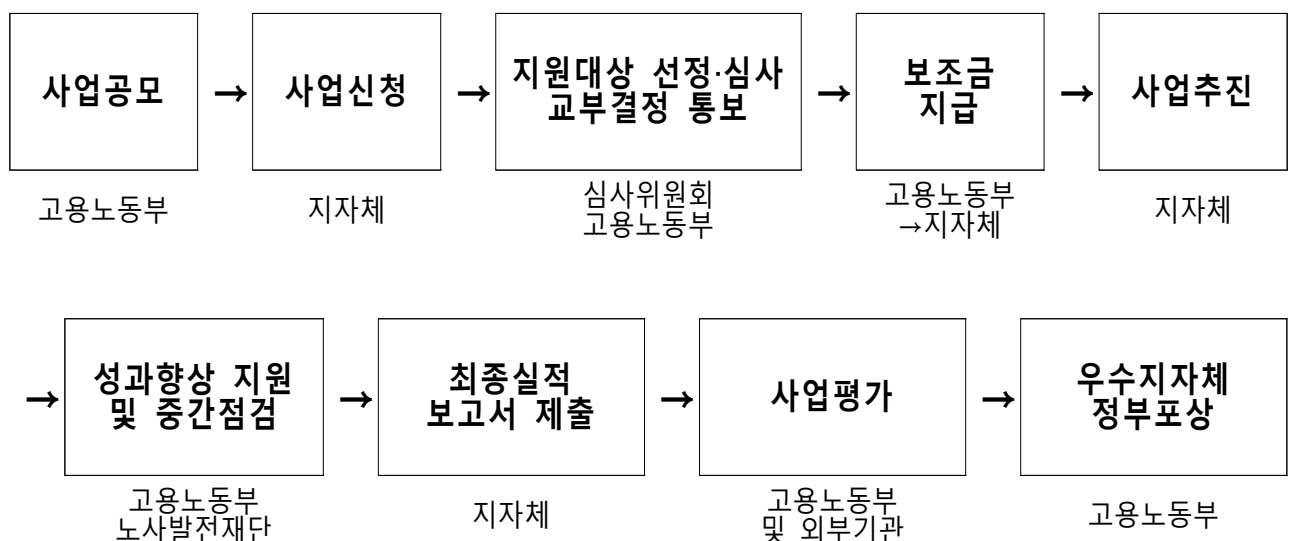 사업공모 → 사업신청 → 지원대상 선정·심사 교부결정 통보 → 보조금 지급 → 사업추진
고용노동부
지자체
심사위원회
고용노동부
고용노동부
→지자체
지자체
→ 성과향상 지원 및 중간점검 → 최종실적 보고서 제출 → 사업평가 → 우수지자체 정부포상
고용노동부
노사발전재단
지자체
고용노동부
및 외부기관
고용노동부